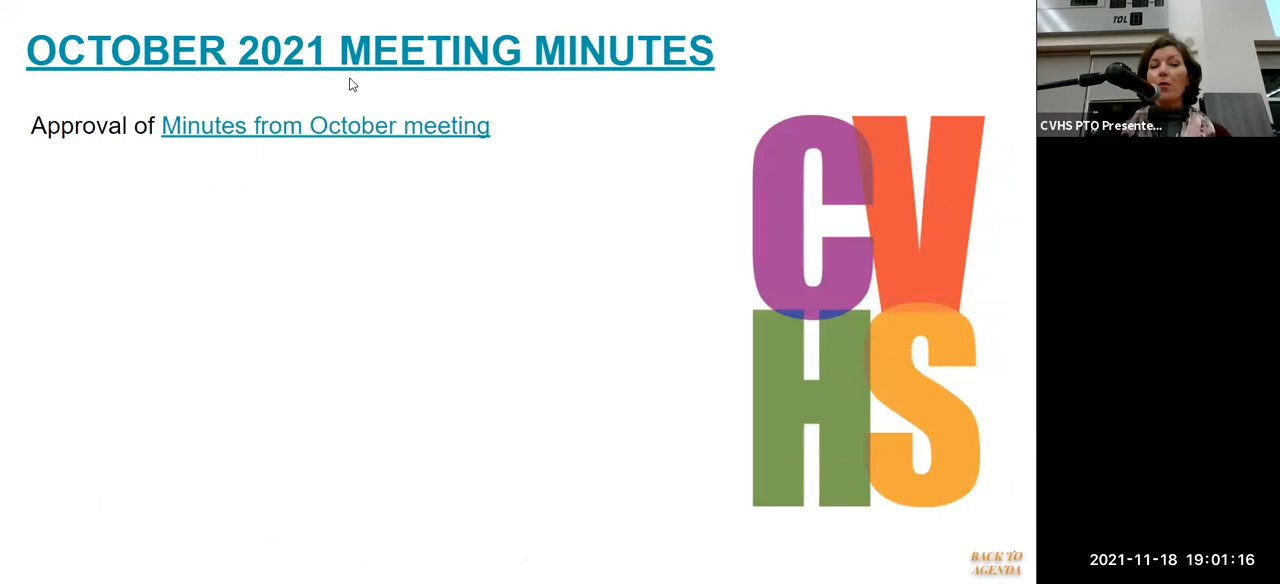 OCTOBER 2021 MEETING MINUTES
Approval of Minutes from October meeting
CV
HS
BACK TO
AGENDA
TOL
CVHS PTO Presente...
2021-11-18 19:01:16